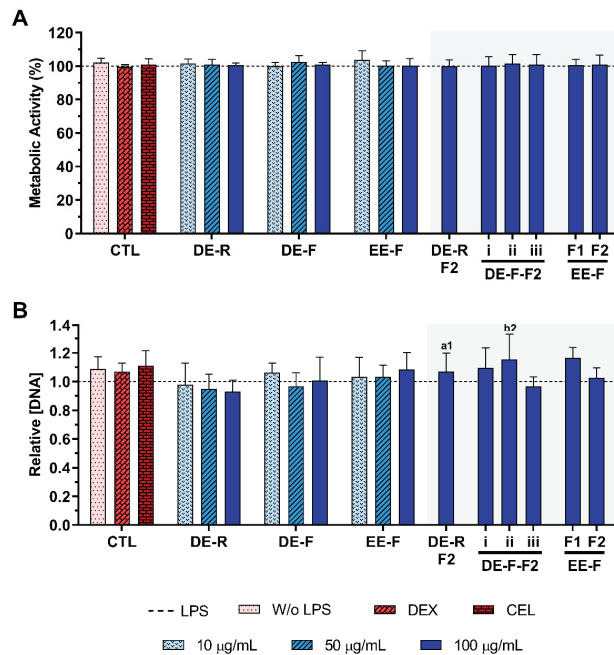 A
Metabolic Activity (%)
120
100
80
60
40
20
0
CTL DE-R DE-F EE-F DE-R F2 i ii iii F1 F2
DE-F-F2 EE-F
B
Relative [DNA]
1.4
1.2
1.0
0.8
0.6
0.4
0.2
0.0
a1 b2
CTL DE-R DE-F EE-F DE-R F2 i ii iii F1 F2
DE-F-F2 EE-F
LPS W/o LPS DEX CEL
10 µg/mL 50 µg/mL 100 µg/mL